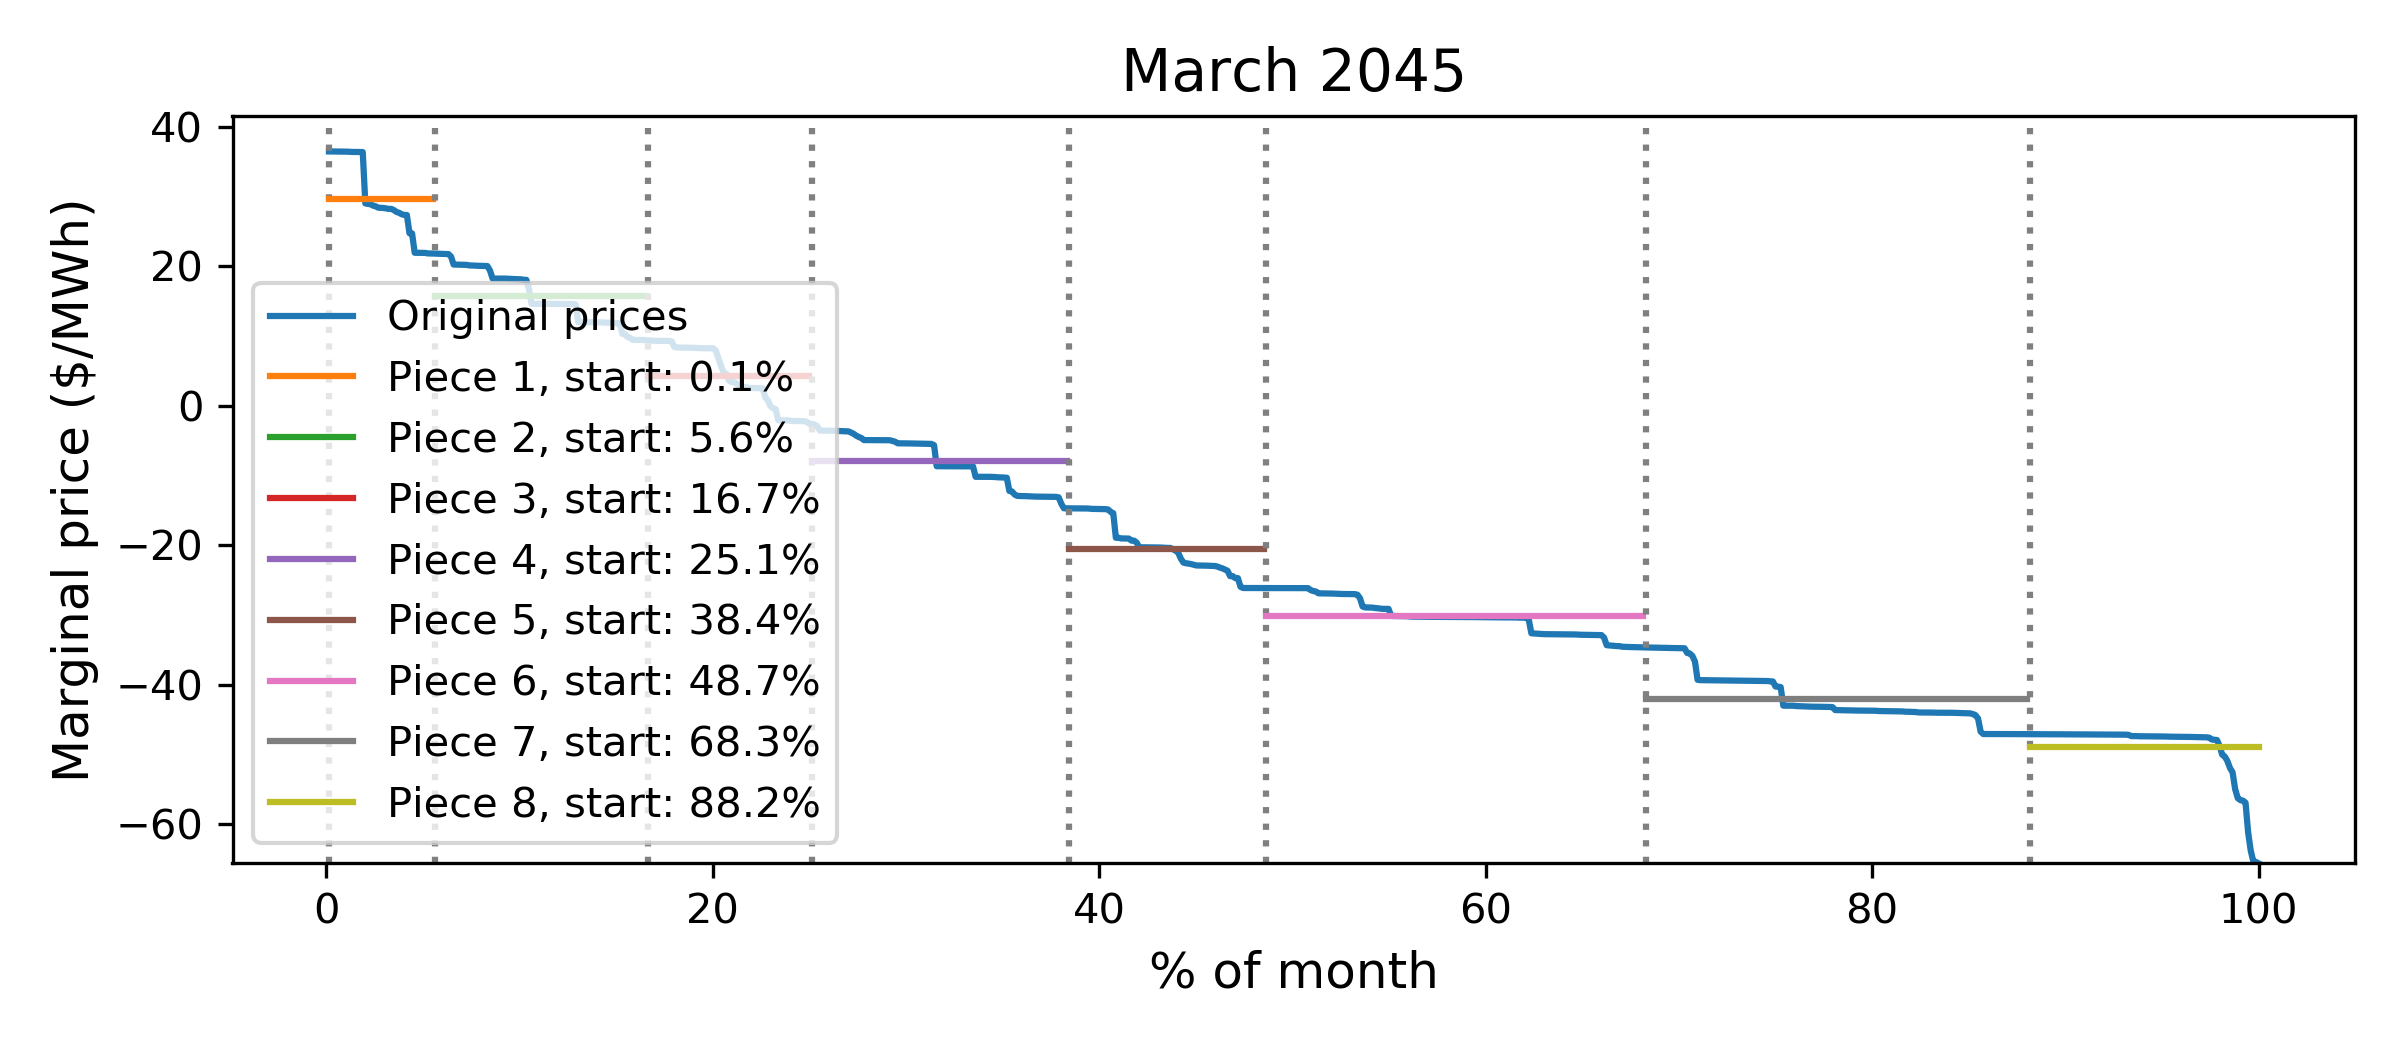 March 2045
Marginal price ($/MWh)
40
20
0
−20
−40
−60
Original prices
Piece 1, start: 0.1%
Piece 2, start: 5.6%
Piece 3, start: 16.7%
Piece 4, start: 25.1%
Piece 5, start: 38.4%
Piece 6, start: 48.7%
Piece 7, start: 68.3%
Piece 8, start: 88.2%
0 20 40 60 80 100
% of month